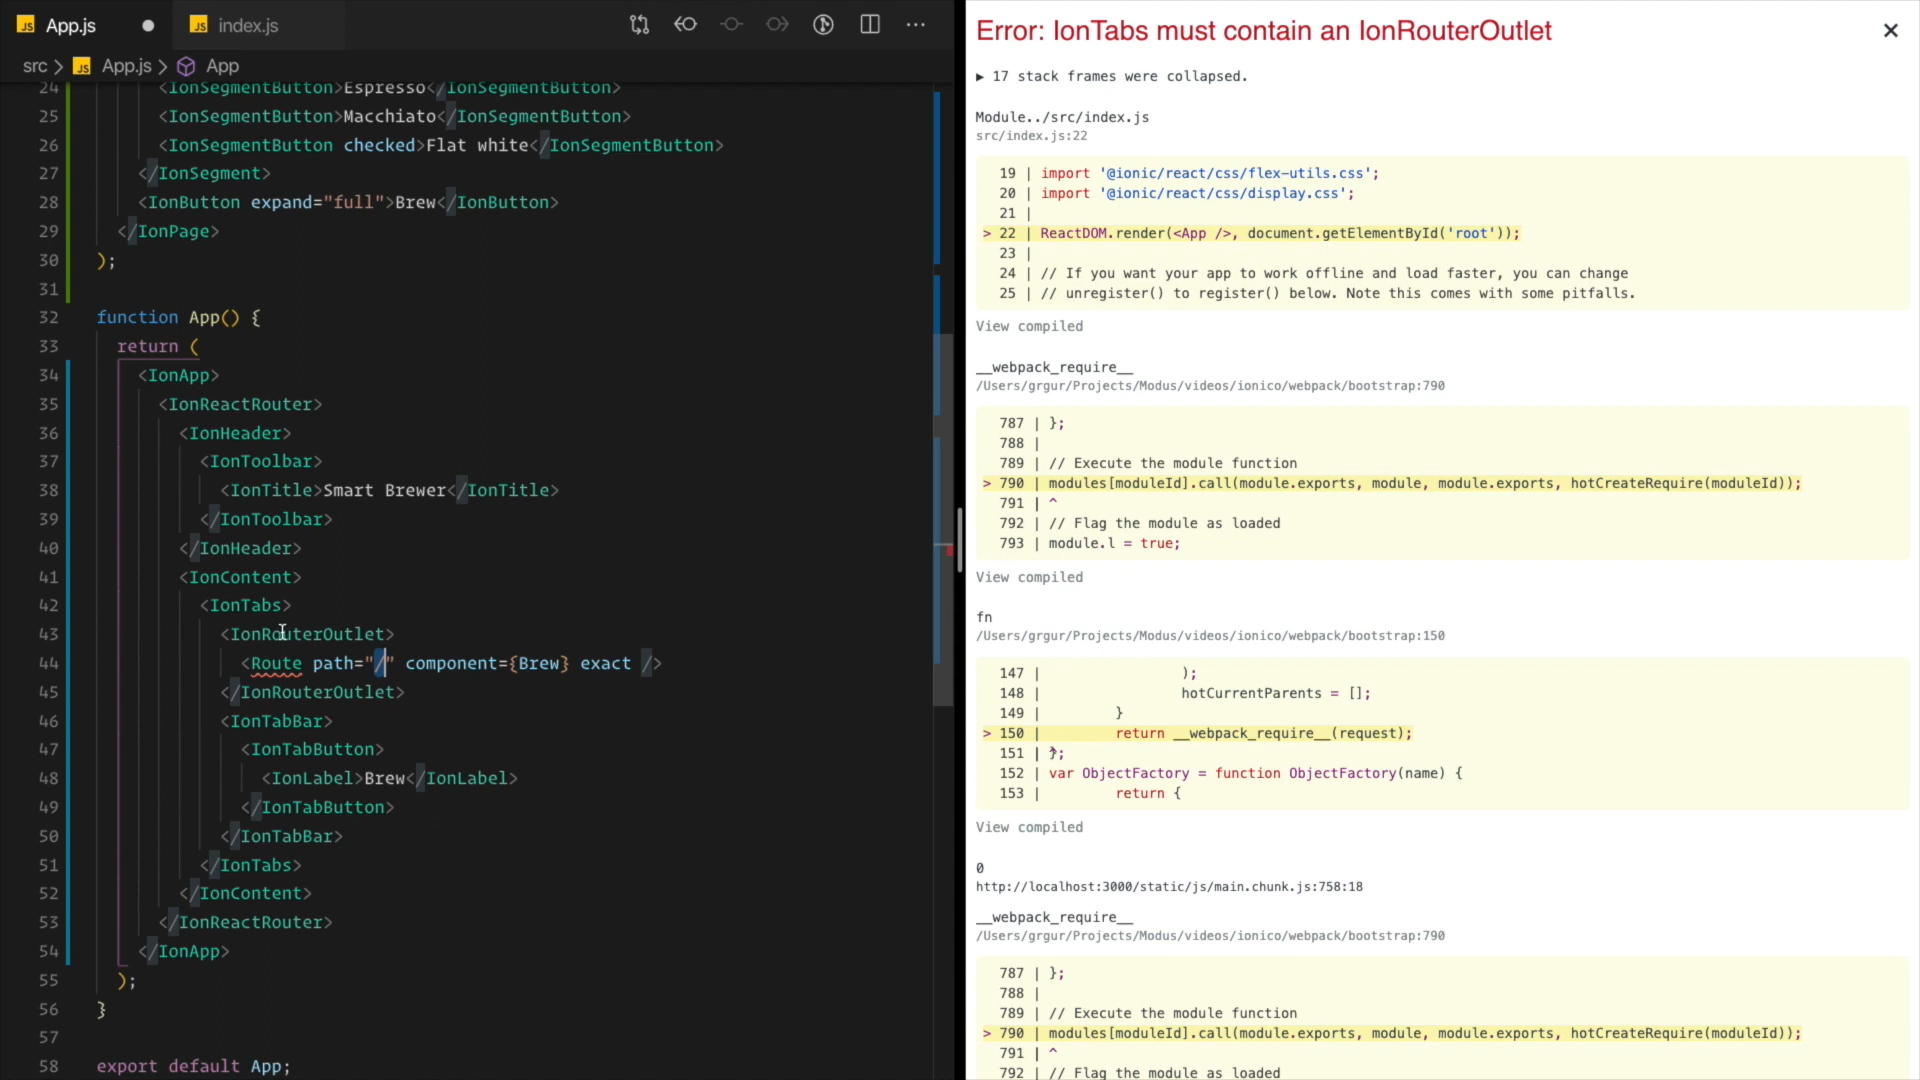 JS App.js ●
JS index.js
src > JS App.js > App
24 <IonSegmentButton>Espresso</IonSegmentButton>
25 <IonSegmentButton>Macchiato</IonSegmentButton>
26 <IonSegmentButton checked>Flat white</IonSegmentButton>
27 </IonSegment>
28 <IonButton expand="full">Brew</IonButton>
29 </IonPage>
30 );
31
32 function App() {
33 return (
34 <IonApp>
35 <IonReactRouter>
36 <IonHeader>
37 <IonToolbar>
38 <IonTitle>Smart Brewer</IonTitle>
39 </IonToolbar>
40 </IonHeader>
41 <IonContent>
42 <IonTabs>
43 <IonRouterOutlet>
44 <Route path="/" component={Brew} exact />
45 </IonRouterOutlet>
46 <IonTabBar>
47 <IonTabButton>
48 <IonLabel>Brew</IonLabel>
49 </IonTabButton>
50 </IonTabBar>
51 </IonTabs>
52 </IonContent>
53 </IonReactRouter>
54 </IonApp>
55 );
56 }
57
58 export default App;
Error: IonTabs must contain an IonRouterOutlet ×
▶ 17 stack frames were collapsed.
Module../src/index.js
src/index.js:22
19 | import '@ionic/react/css/flex-utils.css';
20 | import '@ionic/react/css/display.css';
21 |
> 22 | ReactDOM.render(<App />, document.getElementById('root'));
23 |
24 | // If you want your app to work offline and load faster, you can change
25 | // unregister() to register() below. Note this comes with some pitfalls.
View compiled
__webpack_require__
/Users/grgur/Projects/Modus/videos/ionico/webpack/bootstrap:790
787 | };
788 |
789 | // Execute the module function
> 790 | modules[moduleId].call(module.exports, module, module.exports, hotCreateRequire(moduleId));
791 | ^
792 | // Flag the module as loaded
793 | module.l = true;
View compiled
fn
/Users/grgur/Projects/Modus/videos/ionico/webpack/bootstrap:150
147 | );
148 | hotCurrentParents = [];
149 | }
> 150 | return __webpack_require__(request);
151 | };
152 | var ObjectFactory = function ObjectFactory(name) {
153 | return {
View compiled
0
http://localhost:3000/static/js/main.chunk.js:758:18
__webpack_require__
/Users/grgur/Projects/Modus/videos/ionico/webpack/bootstrap:790
787 | };
788 |
789 | // Execute the module function
> 790 | modules[moduleId].call(module.exports, module, module.exports, hotCreateRequire(moduleId));
791 | ^
792 | // Flag the module as loaded